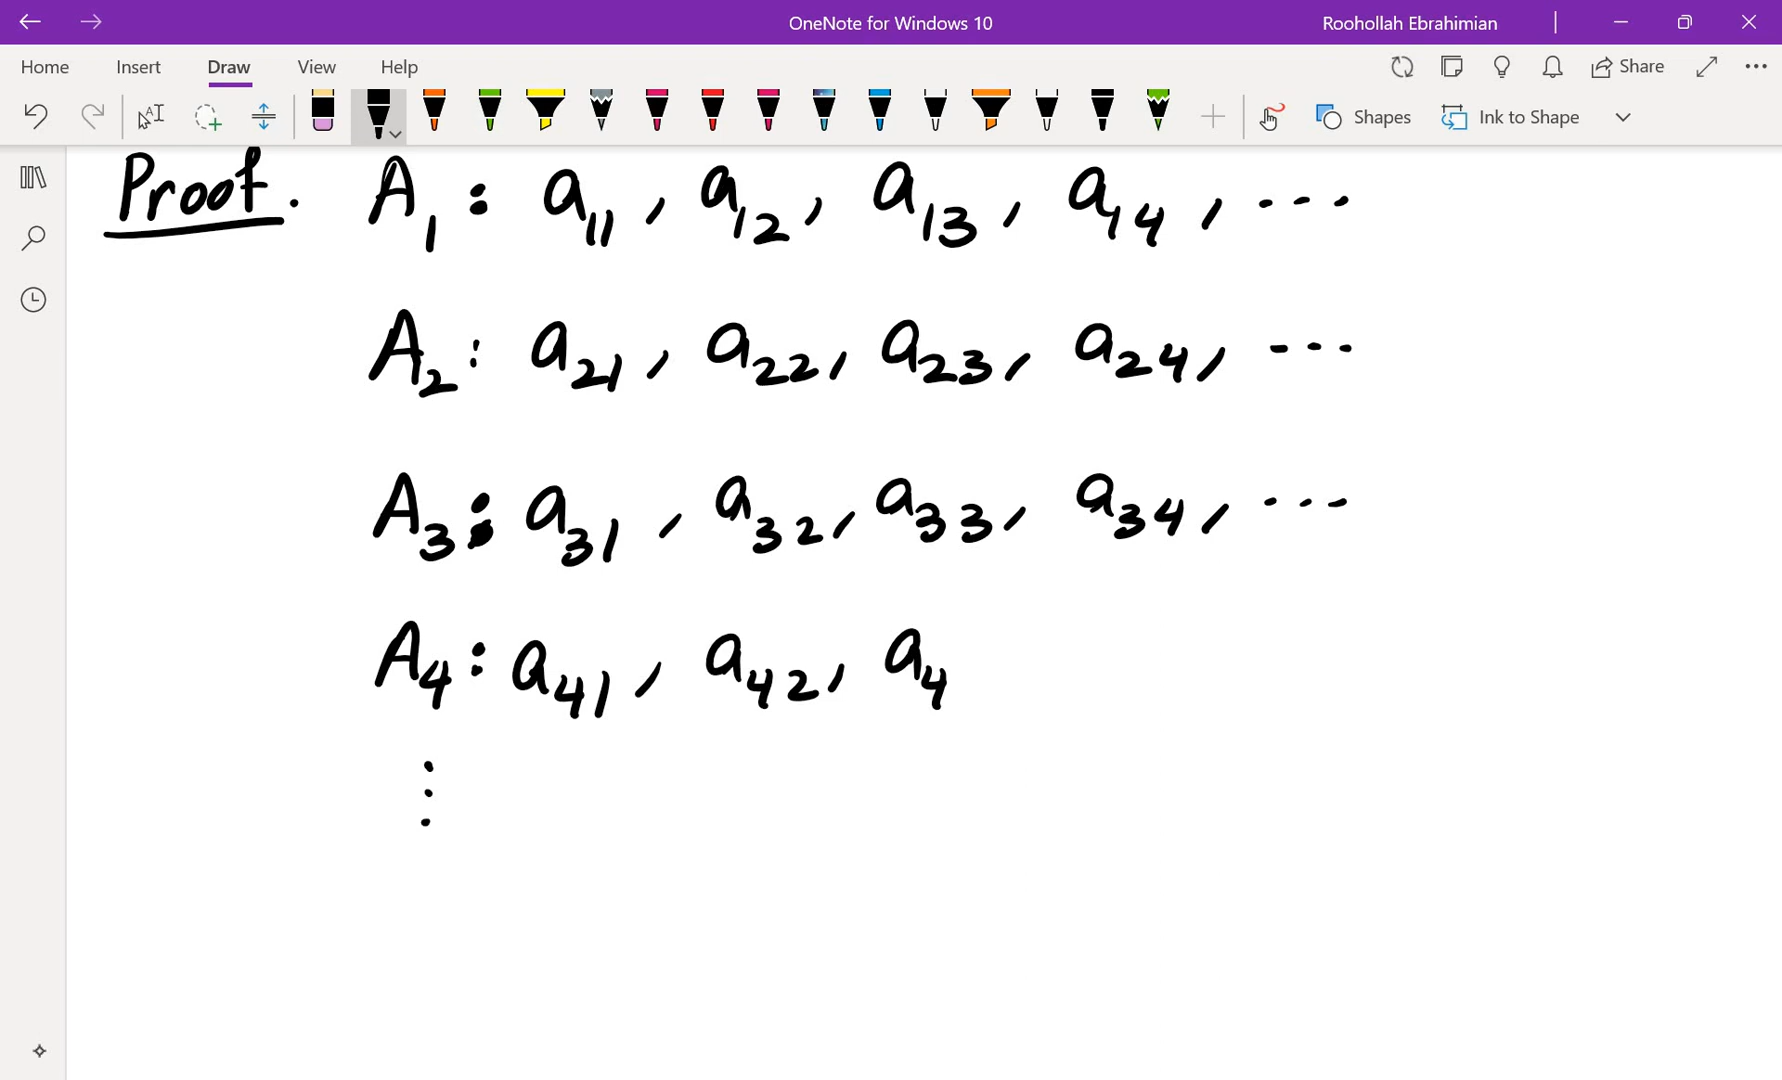 OneNote for Windows 10
Roohollah Ebrahimian
Home Insert Draw View Help
Share
Shapes
Ink to Shape
Proof. A₁ : a₁₁, a₁₂, a₁₃, a₁₄, ...
A₂ : a₂₁, a₂₂, a₂₃, a₂₄, ...
A₃ : a₃₁, a₃₂, a₃₃, a₃₄, ...
A₄ : a₄₁, a₄₂, a₄
⋮